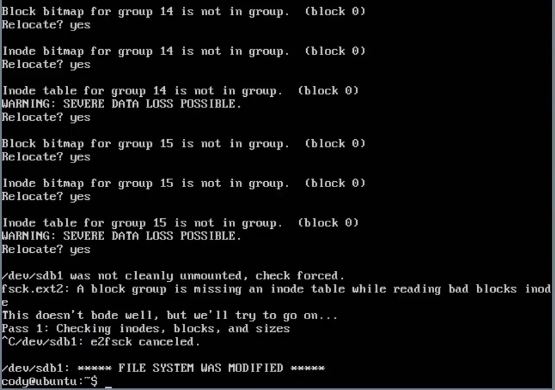 Block bitmap for group 14 is not in group.  (block 0)
Relocate? yes
Inode bitmap for group 14 is not in group.  (block 0)
Relocate? yes
Inode table for group 14 is not in group.  (block 0)
WARNING: SEVERE DATA LOSS POSSIBLE.
Relocate? yes
Block bitmap for group 15 is not in group.  (block 0)
Relocate? yes
Inode bitmap for group 15 is not in group.  (block 0)
Relocate? yes
Inode table for group 15 is not in group.  (block 0)
WARNING: SEVERE DATA LOSS POSSIBLE.
Relocate? yes
/dev/sdb1 was not cleanly unmounted, check forced.
fsck.ext2: A block group is missing an inode table while reading bad blocks inod
e
This doesn't bode well, but we'll try to go on...
Pass 1: Checking inodes, blocks, and sizes
^C/dev/sdb1: e2fsck canceled.
/dev/sdb1: ***** FILE SYSTEM WAS MODIFIED *****
cody@ubuntu:~$ _